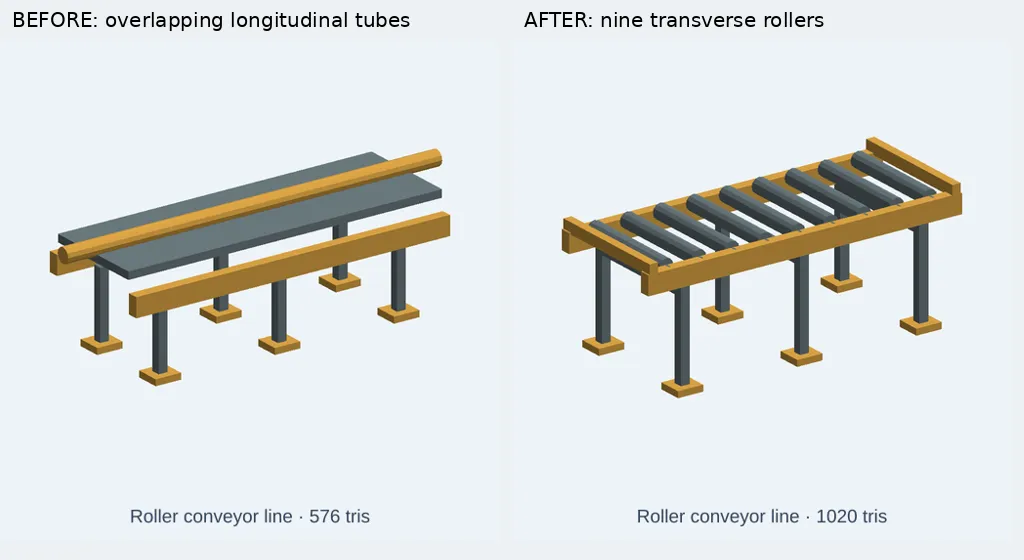 BEFORE: overlapping longitudinal tubes
AFTER: nine transverse rollers
Roller conveyor line · 576 tris
Roller conveyor line · 1020 tris